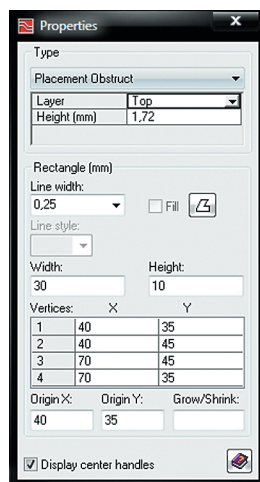 Properties
x
Type
Placement Obstruct
Layer Top
Height (mm) 1,72
Rectangle (mm)
Line width:
0,25 Fill
Line style:
Width: Height:
30 10
Vertices: X Y
1 40 35
2 40 45
3 70 45
4 70 35
Origin X: Origin Y: Grow/Shrink:
40 35
Display center handles